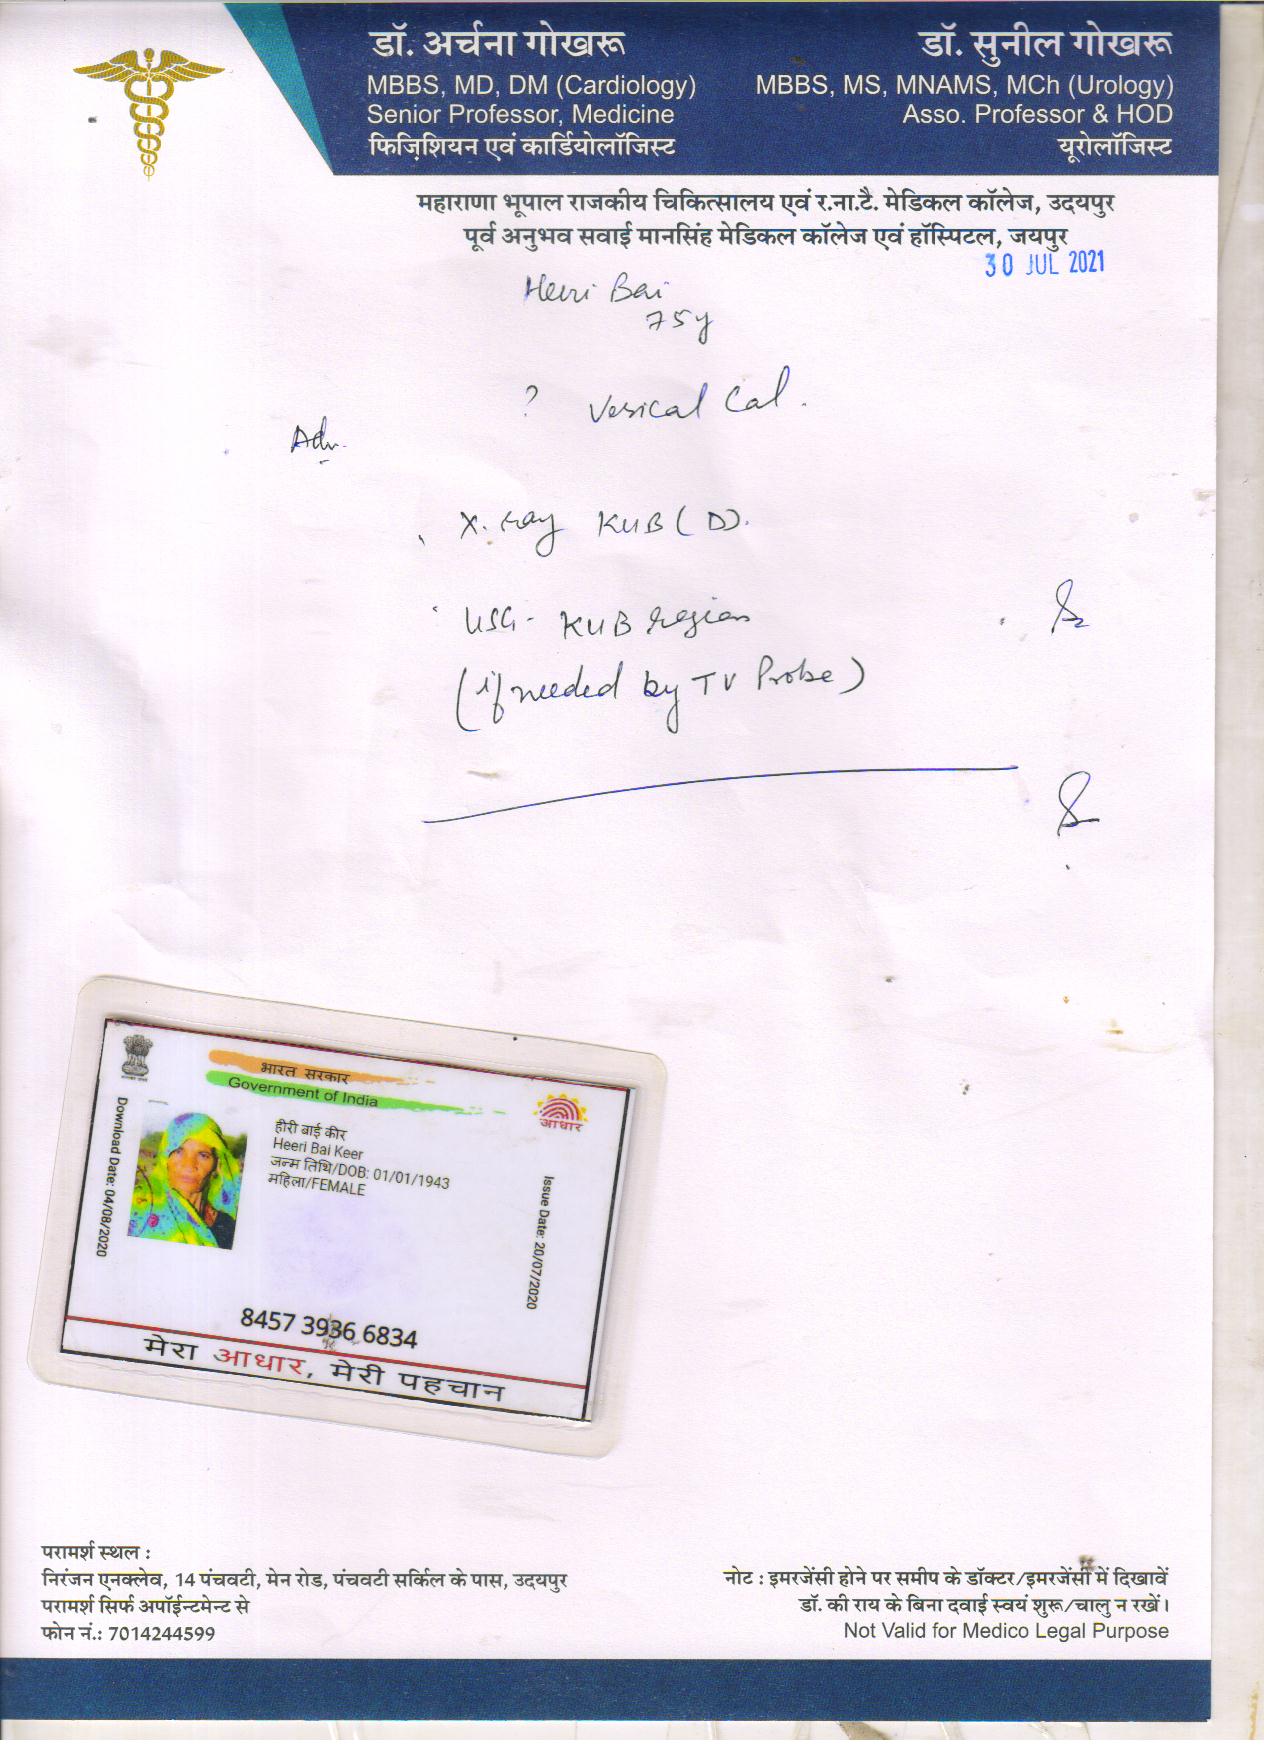 डॉ. अर्चना गोखरू
MBBS, MD, DM (Cardiology)
Senior Professor, Medicine
फिज़िशियन एवं कार्डियोलॉजिस्ट
डॉ. सुनील गोखरू
MBBS, MS, MNAMS, MCh (Urology)
Asso. Professor & HOD
यूरोलॉजिस्ट
महाराणा भूपाल राजकीय चिकित्सालय एवं र.ना.टै. मेडिकल कॉलेज, उदयपुर
पूर्व अनुभव सवाई मानसिंह मेडिकल कॉलेज एवं हॉस्पिटल, जयपुर
30 JUL 2021
Heeri Bai
75y
? Vesical Cal.
Adv.
X-ray KUB (D).
USG- KUB region
(if needed by TV Probe)
भारत सरकार
Government of India
आधार
Download Date: 04/08/2020
हीरी बाई कीर
Heeri Bai Keer
जन्म तिथि/DOB: 01/01/1943
महिला/FEMALE
Issue Date: 20/07/2020
8457 3936 6834
मेरा आधार, मेरी पहचान
परामर्श स्थल :
निरंजन एनक्लेव, 14 पंचवटी, मेन रोड, पंचवटी सर्किल के पास, उदयपुर
परामर्श सिर्फ अपॉईन्टमेन्ट से
फोन नं.: 7014244599
नोट : इमरजेंसी होने पर समीप के डॉक्टर/इमरजेंसी में दिखावें
डॉ. की राय के बिना दवाई स्वयं शुरू/चालु न रखें।
Not Valid for Medico Legal Purpose